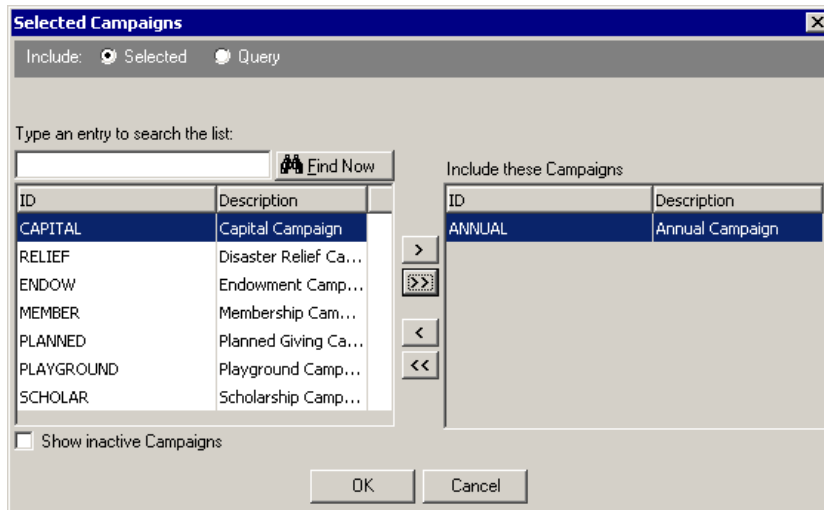 Selected Campaigns
Include: Selected Query
Type an entry to search the list:
Find Now
Include these Campaigns
ID Description
CAPITAL Capital Campaign
RELIEF Disaster Relief Ca...
ENDOW Endowment Camp...
MEMBER Membership Cam...
PLANNED Planned Giving Ca...
PLAYGROUND Playground Camp...
SCHOLAR Scholarship Camp...
>
>>
<
<<
ID Description
ANNUAL Annual Campaign
Show inactive Campaigns
OK Cancel